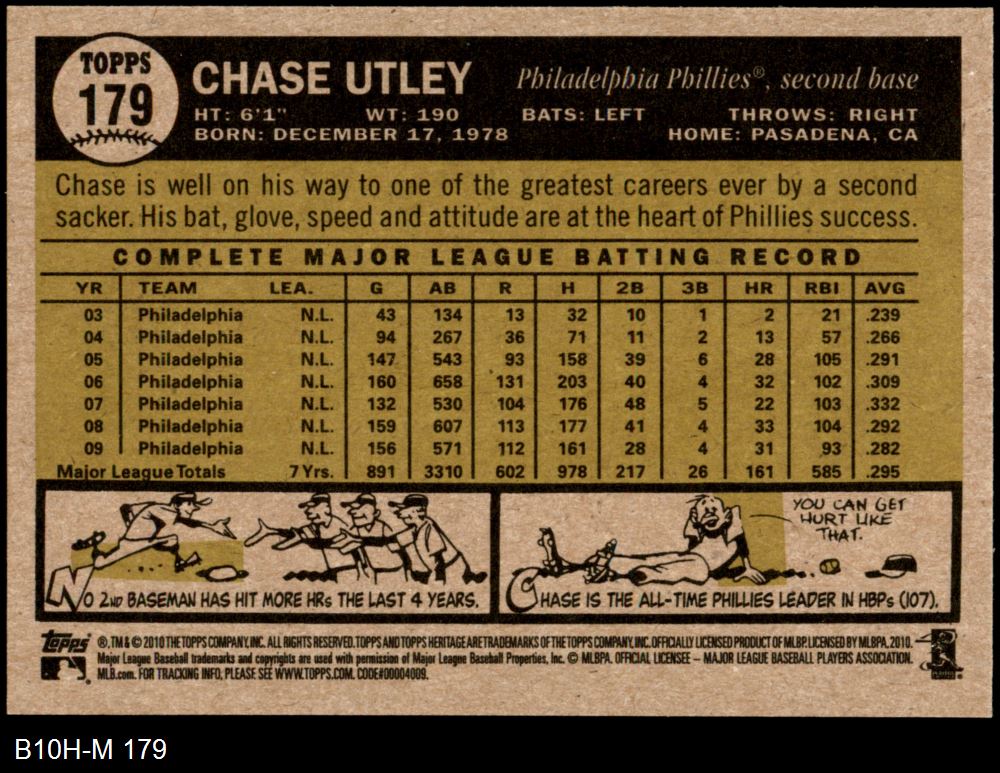 TOPPS
179
CHASE UTLEY Philadelphia Phillies®, second base
HT: 6'1" WT: 190 BATS: LEFT THROWS: RIGHT
BORN: DECEMBER 17, 1978 HOME: PASADENA, CA
Chase is well on his way to one of the greatest careers ever by a second
sacker. His bat, glove, speed and attitude are at the heart of Phillies success.
COMPLETE MAJOR LEAGUE BATTING RECORD
YR TEAM LEA. G AB R H 2B 3B HR RBI AVG
03 Philadelphia N.L. 43 134 13 32 10 1 2 21 .239
04 Philadelphia N.L. 94 267 36 71 11 2 13 57 .266
05 Philadelphia N.L. 147 543 93 158 39 6 28 105 .291
06 Philadelphia N.L. 160 658 131 203 40 4 32 102 .309
07 Philadelphia N.L. 132 530 104 176 48 5 22 103 .332
08 Philadelphia N.L. 159 607 113 177 41 4 33 104 .292
09 Philadelphia N.L. 156 571 112 161 28 4 31 93 .282
Major League Totals 7 Yrs. 891 3310 602 978 217 26 161 585 .295
NO 2ND BASEMAN HAS HIT MORE HRs THE LAST 4 YEARS.
YOU CAN GET
HURT LIKE
THAT.
CHASE IS THE ALL-TIME PHILLIES LEADER IN HBPs (107).
Topps ®, TM & © 2010 THE TOPPS COMPANY, INC. ALL RIGHTS RESERVED. TOPPS AND TOPPS HERITAGE ARE TRADEMARKS OF THE TOPPS COMPANY, INC. OFFICIALLY LICENSED PRODUCT OF MLBP. LICENSED BY MLBPA, 2010.
Major League Baseball trademarks and copyrights are used with permission of Major League Baseball Properties, Inc. © MLBPA. OFFICIAL LICENSEE – MAJOR LEAGUE BASEBALL PLAYERS ASSOCIATION.
MLB.com. FOR TRACKING INFO, PLEASE SEE WWW.TOPPS.COM. CODE#00004009.
B10H-M 179